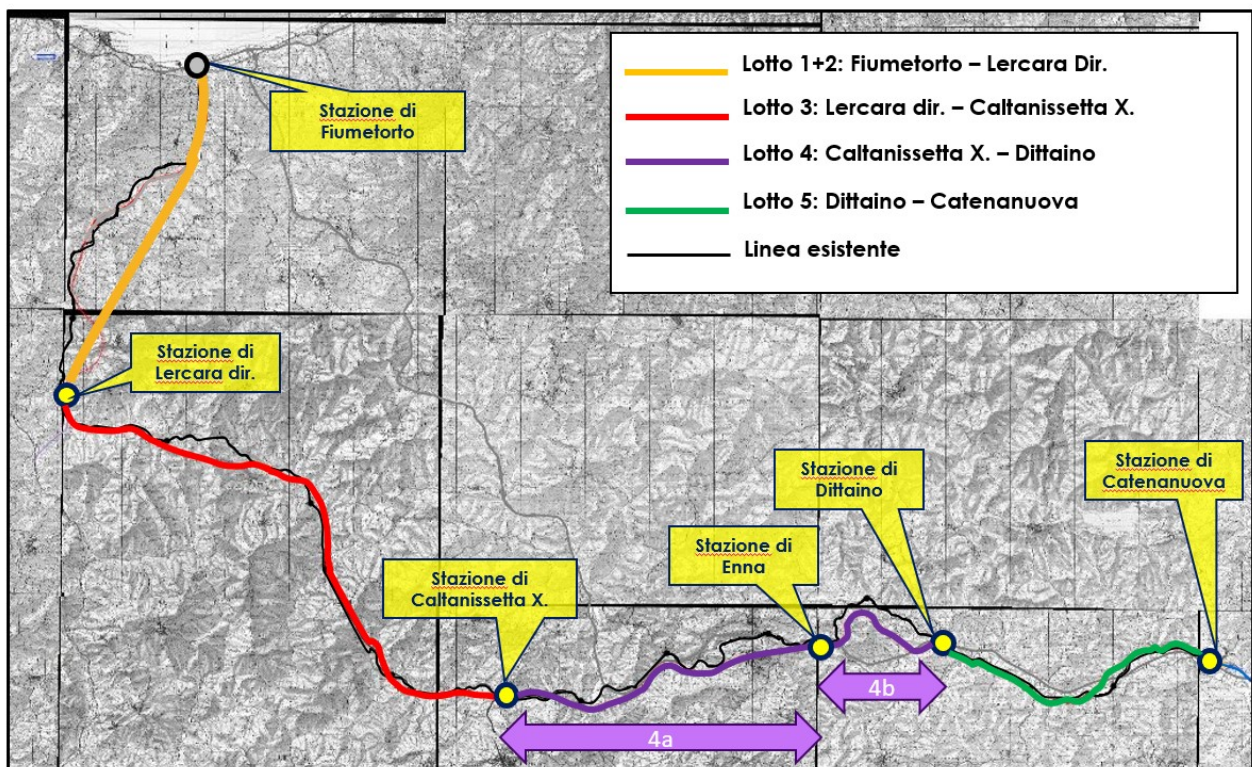 Lotto 1+2: Fiumetorto – Lercara Dir.
Lotto 3: Lercara dir. – Caltanissetta X.
Lotto 4: Caltanissetta X. – Dittaino
Lotto 5: Dittaino – Catenanuova
Linea esistente
Stazione di
Fiumetorto
Stazione di
Lercara dir.
Stazione di
Caltanissetta X.
Stazione di
Enna
Stazione di
Dittaino
Stazione di
Catenanuova
4a
4b